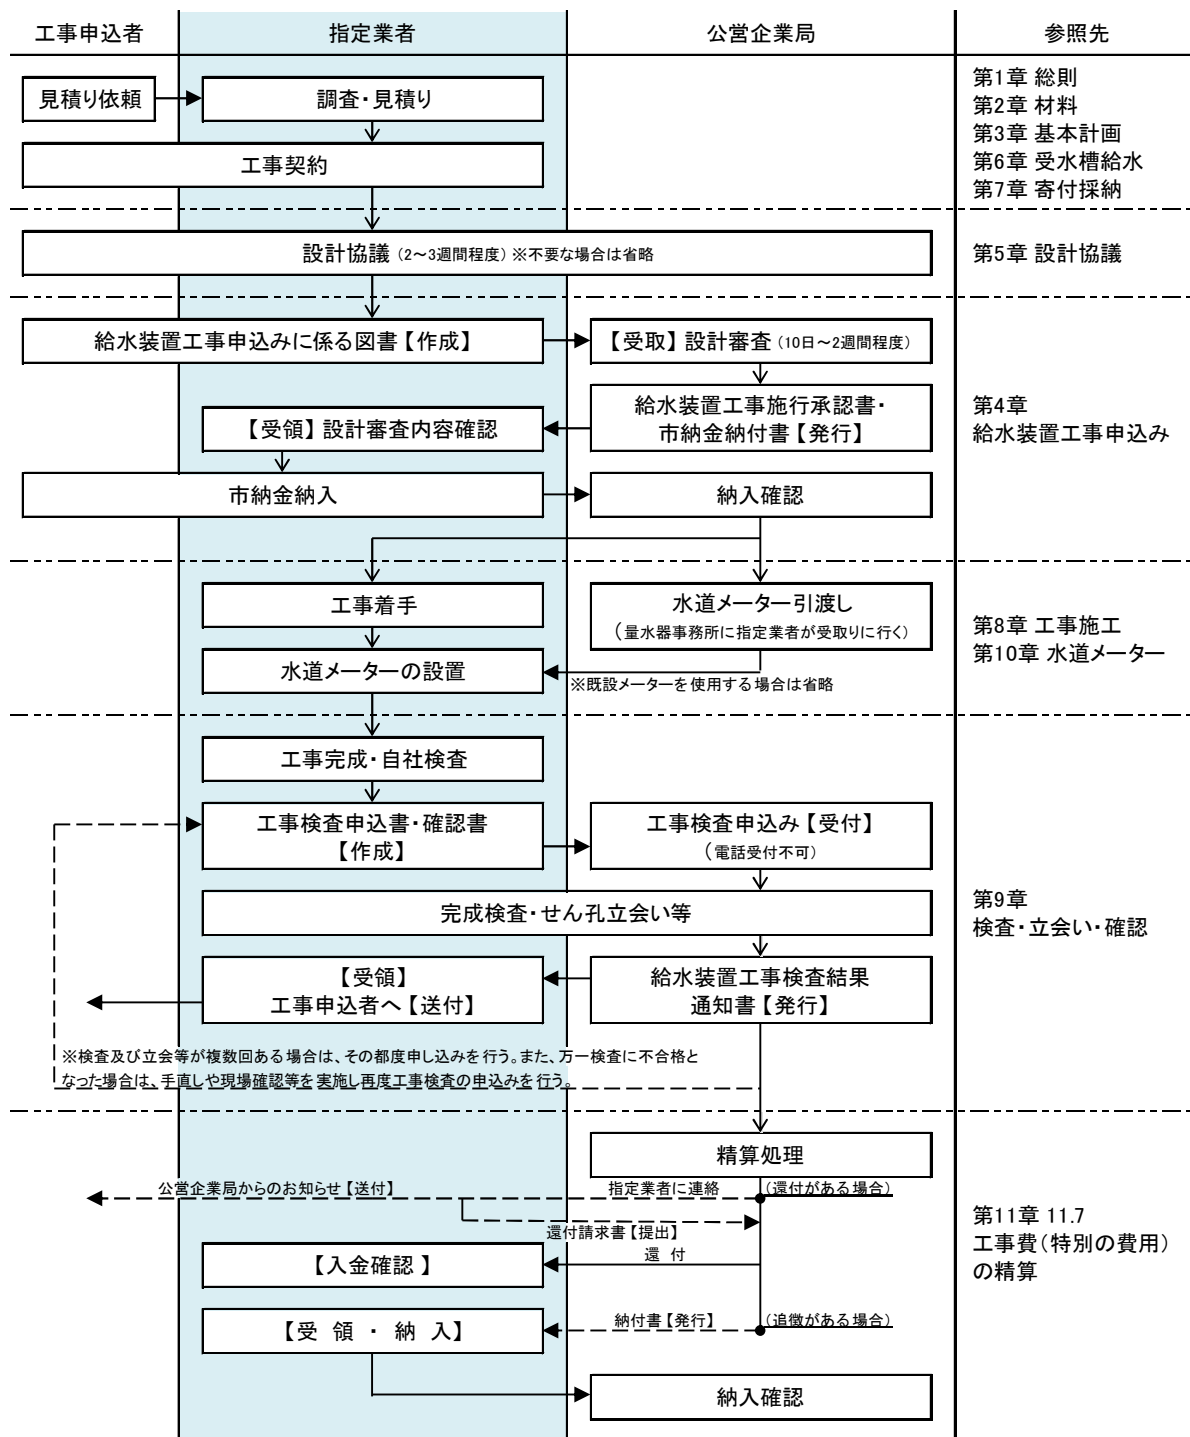 工事申込者
指定業者
公営企業局
参照先
見積り依頼
調査・見積り
工事契約
第1章 総則
第2章 材料
第3章 基本計画
第6章 受水槽給水
第7章 寄付採納
設計協議（2～3週間程度）※不要な場合は省略
第5章 設計協議
給水装置工事申込みに係る図書【作成】
【受取】設計審査（10日～2週間程度）
給水装置工事施行承認書・
市納金納付書【発行】
【受領】設計審査内容確認
市納金納入
納入確認
第4章
給水装置工事申込み
工事着手
水道メーター引渡し
（量水器事務所に指定業者が受取りに行く）
水道メーターの設置
※既設メーターを使用する場合は省略
第8章 工事施工
第10章 水道メーター
工事完成・自社検査
工事検査申込書・確認書
【作成】
工事検査申込み【受付】
（電話受付不可）
完成検査・せん孔立会い等
【受領】
工事申込者へ【送付】
給水装置工事検査結果
通知書【発行】
※検査及び立会等が複数回ある場合は、その都度申し込みを行う。また、万一検査に不合格と
なった場合は、手直しや現場確認等を実施し再度工事検査の申込みを行う。
第9章
検査・立会い・確認
精算処理
公営企業局からのお知らせ【送付】
指定業者に連絡
（還付がある場合）
還付請求書【提出】
還 付
【入金確認 】
納付書【発行】
（追徴がある場合）
【受 領 ・ 納 入】
納入確認
第11章 11.7
工事費（特別の費用）
の精算